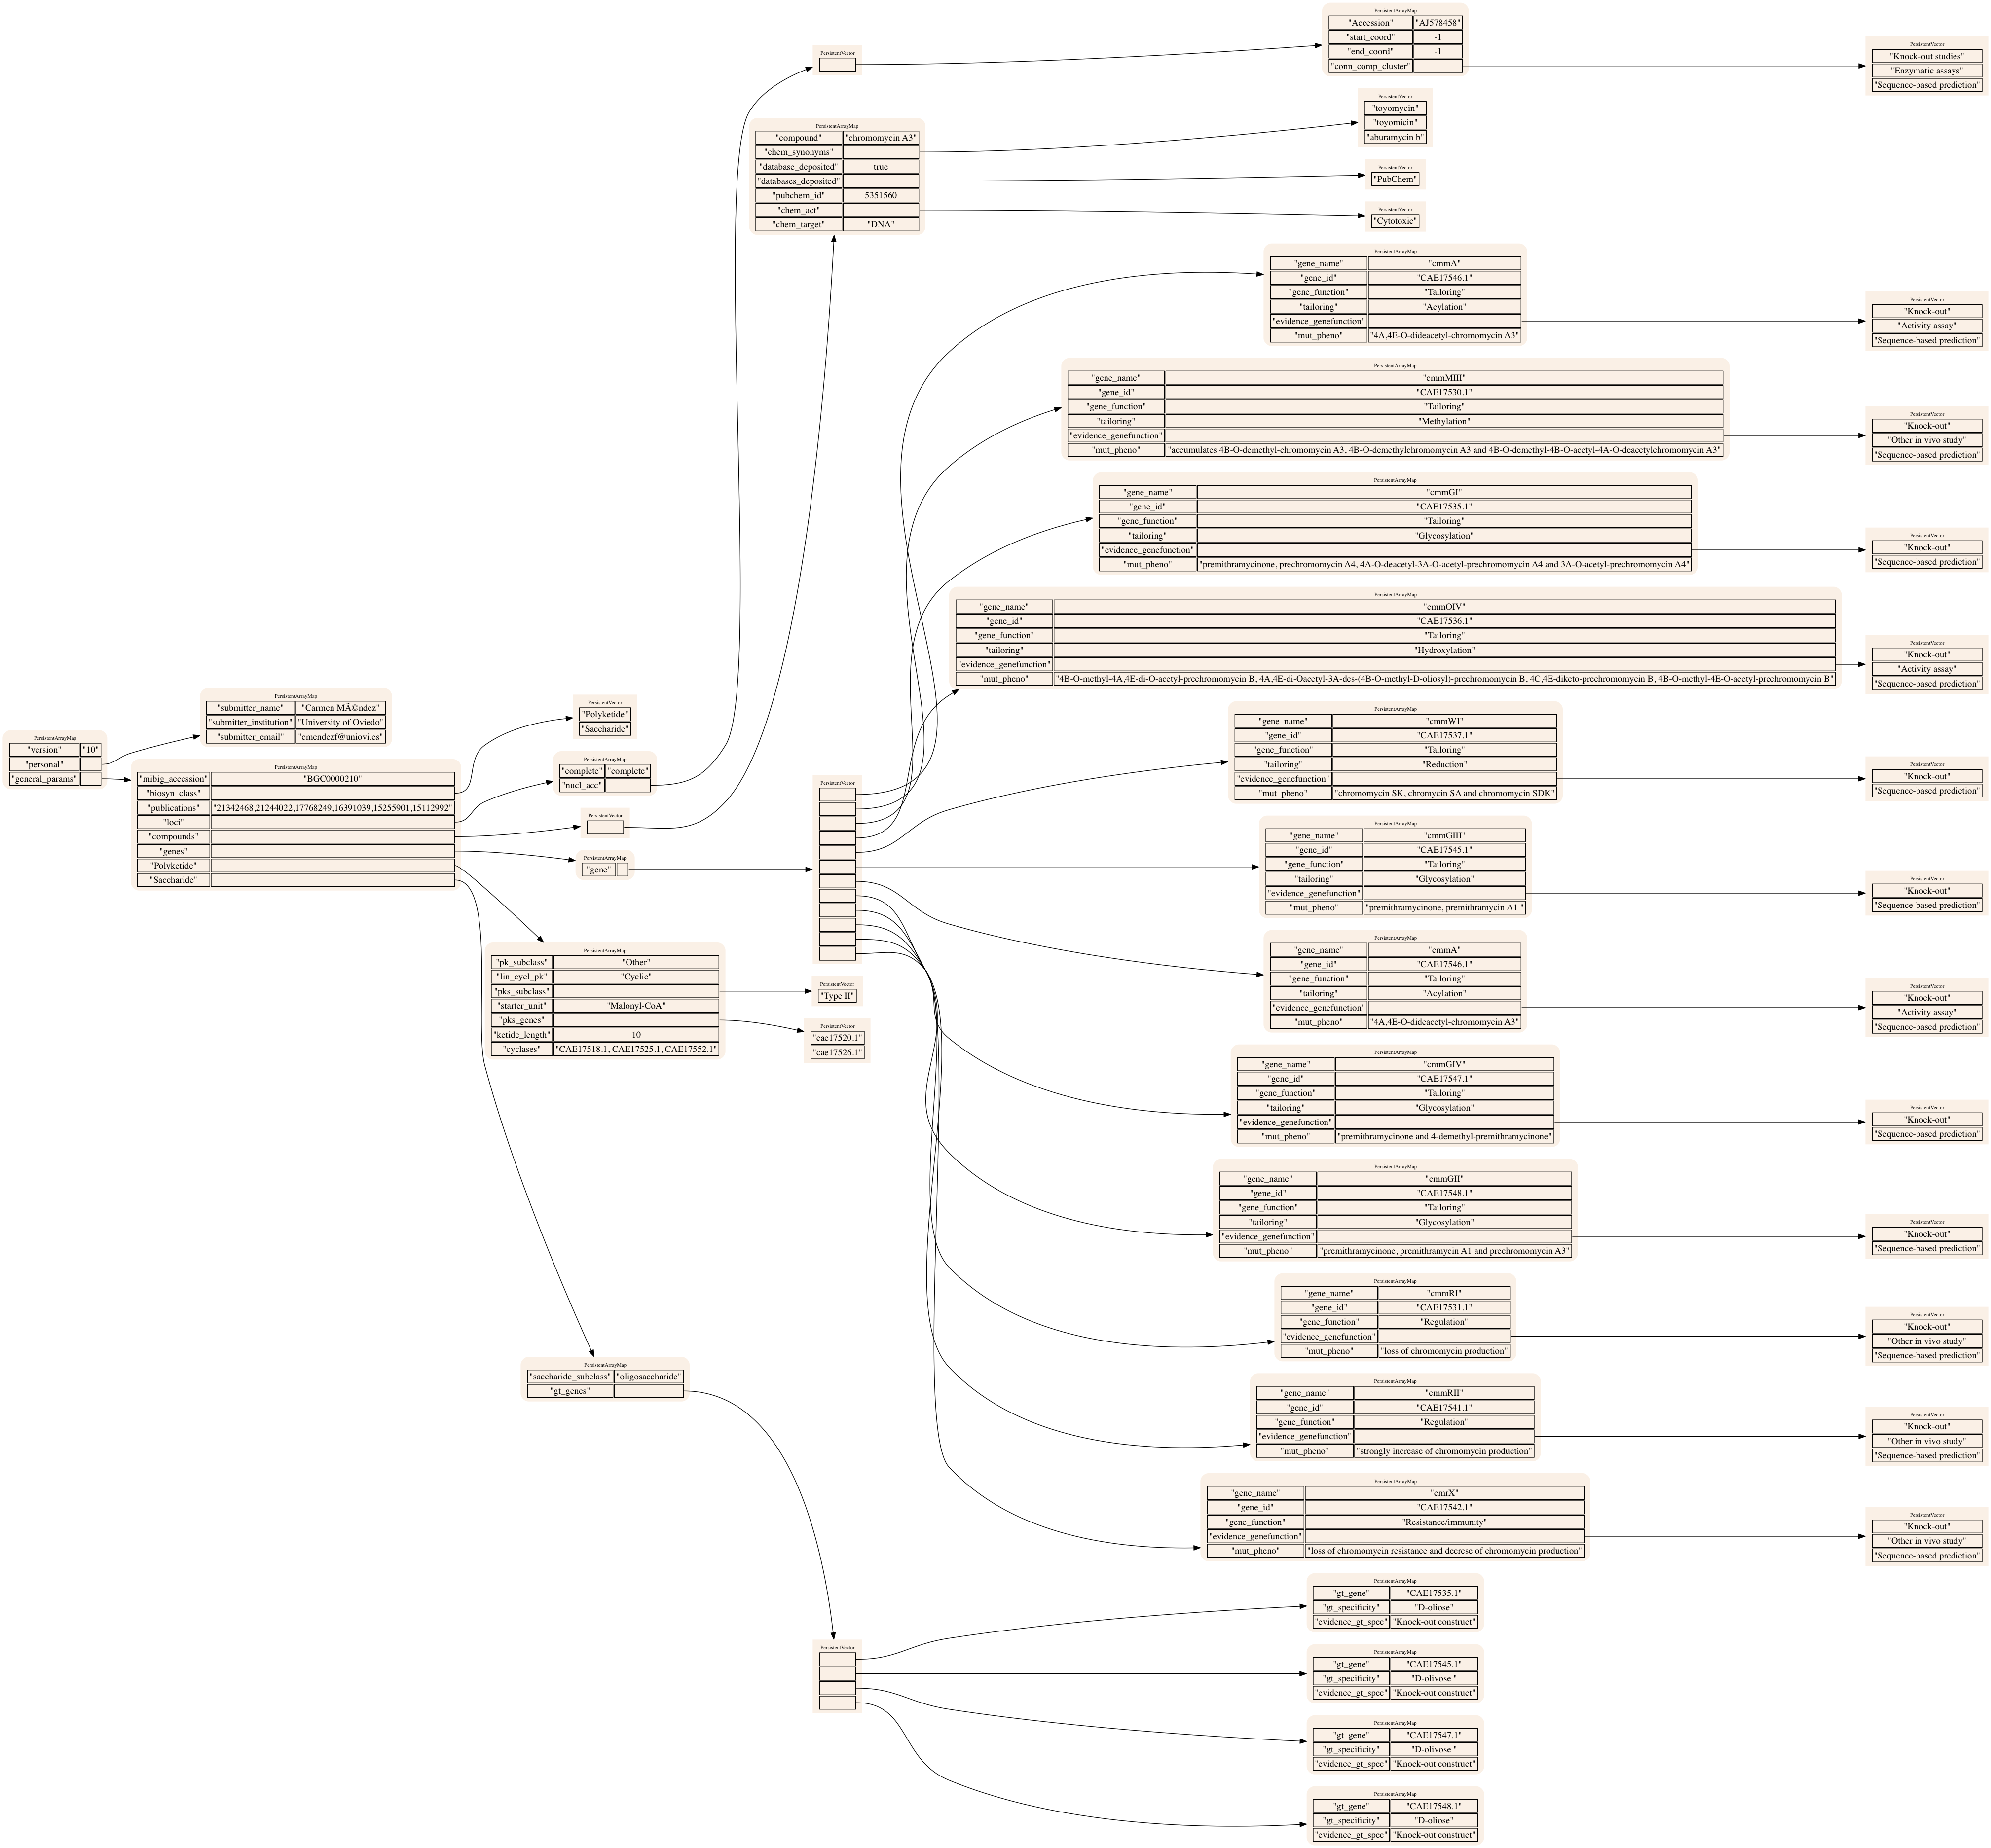 PersistentArrayMap
"version" "10"
"personal"
"general_params"
PersistentArrayMap
"submitter_name" "Carmen MÃ©ndez"
"submitter_institution" "University of Oviedo"
"submitter_email" "cmendezf@uniovi.es"
PersistentArrayMap
"mibig_accession" "BGC0000210"
"biosyn_class"
"publications" "21342468,21244022,17768249,16391039,15255901,15112992"
"loci"
"compounds"
"genes"
"Polyketide"
"Saccharide"
PersistentVector
"Polyketide"
"Saccharide"
PersistentArrayMap
"complete" "complete"
"nucl_acc"
PersistentVector
PersistentArrayMap
"gene"
PersistentArrayMap
"pk_subclass" "Other"
"lin_cycl_pk" "Cyclic"
"pks_subclass"
"starter_unit" "Malonyl-CoA"
"pks_genes"
"ketide_length" 10
"cyclases" "CAE17518.1, CAE17525.1, CAE17552.1"
PersistentArrayMap
"saccharide_subclass" "oligosaccharide"
"gt_genes"
PersistentVector
PersistentArrayMap
"compound" "chromomycin A3"
"chem_synonyms"
"database_deposited" true
"databases_deposited"
"pubchem_id" 5351560
"chem_act"
"chem_target" "DNA"
PersistentVector
PersistentVector
"Type II"
PersistentVector
"cae17520.1"
"cae17526.1"
PersistentVector
PersistentArrayMap
"Accession" "AJ578458"
"start_coord" -1
"end_coord" -1
"conn_comp_cluster"
PersistentVector
"Knock-out studies"
"Enzymatic assays"
"Sequence-based prediction"
PersistentVector
"toyomycin"
"toyomicin"
"aburamycin b"
PersistentVector
"PubChem"
PersistentVector
"Cytotoxic"
PersistentArrayMap
"gene_name" "cmmA"
"gene_id" "CAE17546.1"
"gene_function" "Tailoring"
"tailoring" "Acylation"
"evidence_genefunction"
"mut_pheno" "4A,4E-O-dideacetyl-chromomycin A3"
PersistentVector
"Knock-out"
"Activity assay"
"Sequence-based prediction"
PersistentArrayMap
"gene_name" "cmmMIII"
"gene_id" "CAE17530.1"
"gene_function" "Tailoring"
"tailoring" "Methylation"
"evidence_genefunction"
"mut_pheno" "accumulates 4B-O-demethyl-chromomycin A3, 4B-O-demethylchromomycin A3 and 4B-O-demethyl-4B-O-acetyl-4A-O-deacetylchromomycin A3"
PersistentVector
"Knock-out"
"Other in vivo study"
"Sequence-based prediction"
PersistentArrayMap
"gene_name" "cmmGI"
"gene_id" "CAE17535.1"
"gene_function" "Tailoring"
"tailoring" "Glycosylation"
"evidence_genefunction"
"mut_pheno" "premithramycinone, prechromomycin A4, 4A-O-deacetyl-3A-O-acetyl-prechromomycin A4 and 3A-O-acetyl-prechromomycin A4"
PersistentVector
"Knock-out"
"Sequence-based prediction"
PersistentArrayMap
"gene_name" "cmmOIV"
"gene_id" "CAE17536.1"
"gene_function" "Tailoring"
"tailoring" "Hydroxylation"
"evidence_genefunction"
"mut_pheno" "4B-O-methyl-4A,4E-di-O-acetyl-prechromomycin B, 4A,4E-di-Oacetyl-3A-des-(4B-O-methyl-D-oliosyl)-prechromomycin B, 4C,4E-diketo-prechromomycin B, 4B-O-methyl-4E-O-acetyl-prechromomycin B"
PersistentVector
"Knock-out"
"Activity assay"
"Sequence-based prediction"
PersistentArrayMap
"gene_name" "cmmWI"
"gene_id" "CAE17537.1"
"gene_function" "Tailoring"
"tailoring" "Reduction"
"evidence_genefunction"
"mut_pheno" "chromomycin SK, chromycin SA and chromomycin SDK"
PersistentVector
"Knock-out"
"Sequence-based prediction"
PersistentArrayMap
"gene_name" "cmmGIII"
"gene_id" "CAE17545.1"
"gene_function" "Tailoring"
"tailoring" "Glycosylation"
"evidence_genefunction"
"mut_pheno" "premithramycinone, premithramycin A1 "
PersistentVector
"Knock-out"
"Sequence-based prediction"
PersistentArrayMap
"gene_name" "cmmA"
"gene_id" "CAE17546.1"
"gene_function" "Tailoring"
"tailoring" "Acylation"
"evidence_genefunction"
"mut_pheno" "4A,4E-O-dideacetyl-chromomycin A3"
PersistentVector
"Knock-out"
"Activity assay"
"Sequence-based prediction"
PersistentArrayMap
"gene_name" "cmmGIV"
"gene_id" "CAE17547.1"
"gene_function" "Tailoring"
"tailoring" "Glycosylation"
"evidence_genefunction"
"mut_pheno" "premithramycinone and 4-demethyl-premithramycinone"
PersistentVector
"Knock-out"
"Sequence-based prediction"
PersistentArrayMap
"gene_name" "cmmGII"
"gene_id" "CAE17548.1"
"gene_function" "Tailoring"
"tailoring" "Glycosylation"
"evidence_genefunction"
"mut_pheno" "premithramycinone, premithramycin A1 and prechromomycin A3"
PersistentVector
"Knock-out"
"Sequence-based prediction"
PersistentArrayMap
"gene_name" "cmmRI"
"gene_id" "CAE17531.1"
"gene_function" "Regulation"
"evidence_genefunction"
"mut_pheno" "loss of chromomycin production"
PersistentVector
"Knock-out"
"Other in vivo study"
"Sequence-based prediction"
PersistentArrayMap
"gene_name" "cmmRII"
"gene_id" "CAE17541.1"
"gene_function" "Regulation"
"evidence_genefunction"
"mut_pheno" "strongly increase of chromomycin production"
PersistentVector
"Knock-out"
"Other in vivo study"
"Sequence-based prediction"
PersistentArrayMap
"gene_name" "cmrX"
"gene_id" "CAE17542.1"
"gene_function" "Resistance/immunity"
"evidence_genefunction"
"mut_pheno" "loss of chromomycin resistance and decrese of chromomycin production"
PersistentVector
"Knock-out"
"Other in vivo study"
"Sequence-based prediction"
PersistentVector
PersistentArrayMap
"gt_gene" "CAE17535.1"
"gt_specificity" "D-oliose"
"evidence_gt_spec" "Knock-out construct"
PersistentArrayMap
"gt_gene" "CAE17545.1"
"gt_specificity" "D-olivose "
"evidence_gt_spec" "Knock-out construct"
PersistentArrayMap
"gt_gene" "CAE17547.1"
"gt_specificity" "D-olivose "
"evidence_gt_spec" "Knock-out construct"
PersistentArrayMap
"gt_gene" "CAE17548.1"
"gt_specificity" "D-oliose"
"evidence_gt_spec" "Knock-out construct"